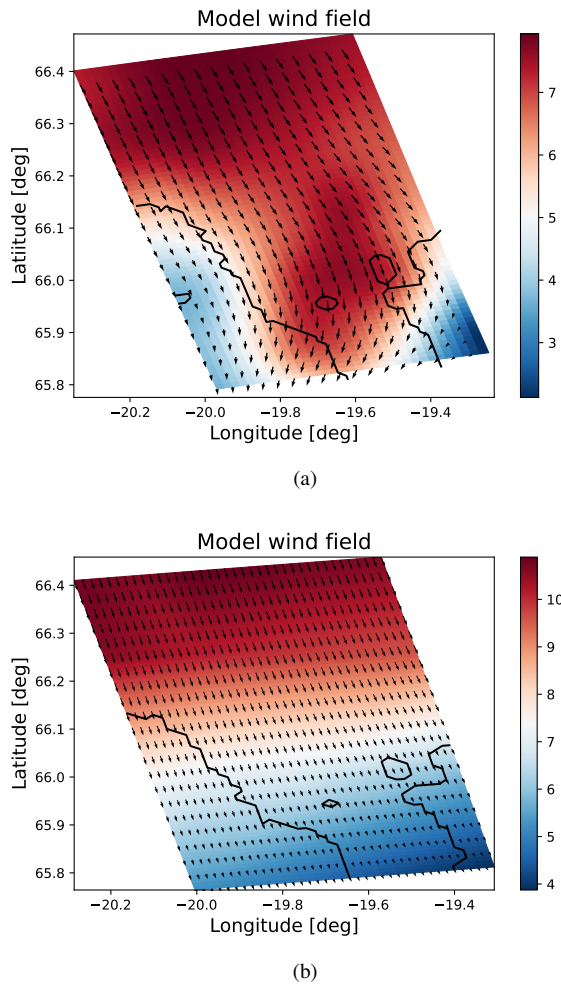 Model wind field
66.4
66.3
66.2
66.1
66.0
65.9
65.8
Latiitude [deg]
−20.2 −20.0 −19.8 −19.6 −19.4
Longitude [deg]
7
6
5
4
3
(a)
Model wind field
66.4
66.3
66.2
66.1
66.0
65.9
65.8
Latitude [deg]
−20.2 −20.0 −19.8 −19.6 −19.4
Longitude [deg]
10
9
8
7
6
5
4
(b)